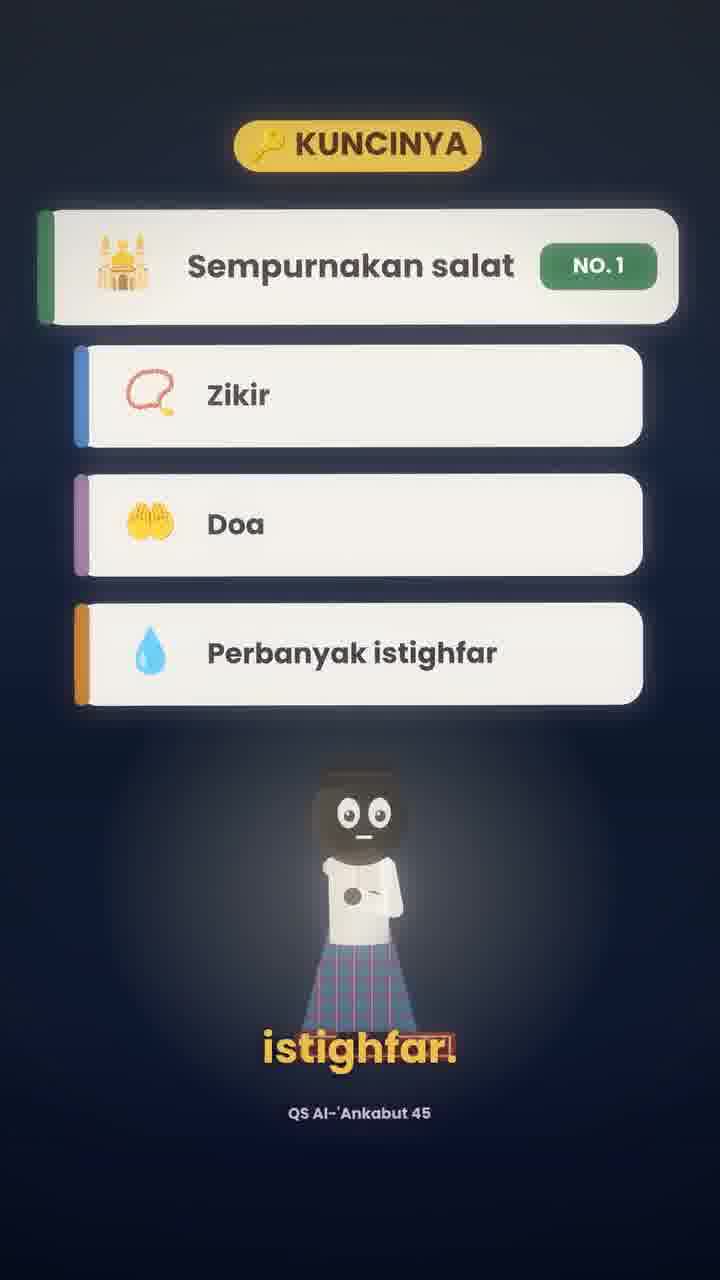 KUNCINYA
Sempurnakan salat
NO. 1
Zikir
Doa
Perbanyak istighfar
istighfar.
QS Al-'Ankabut 45